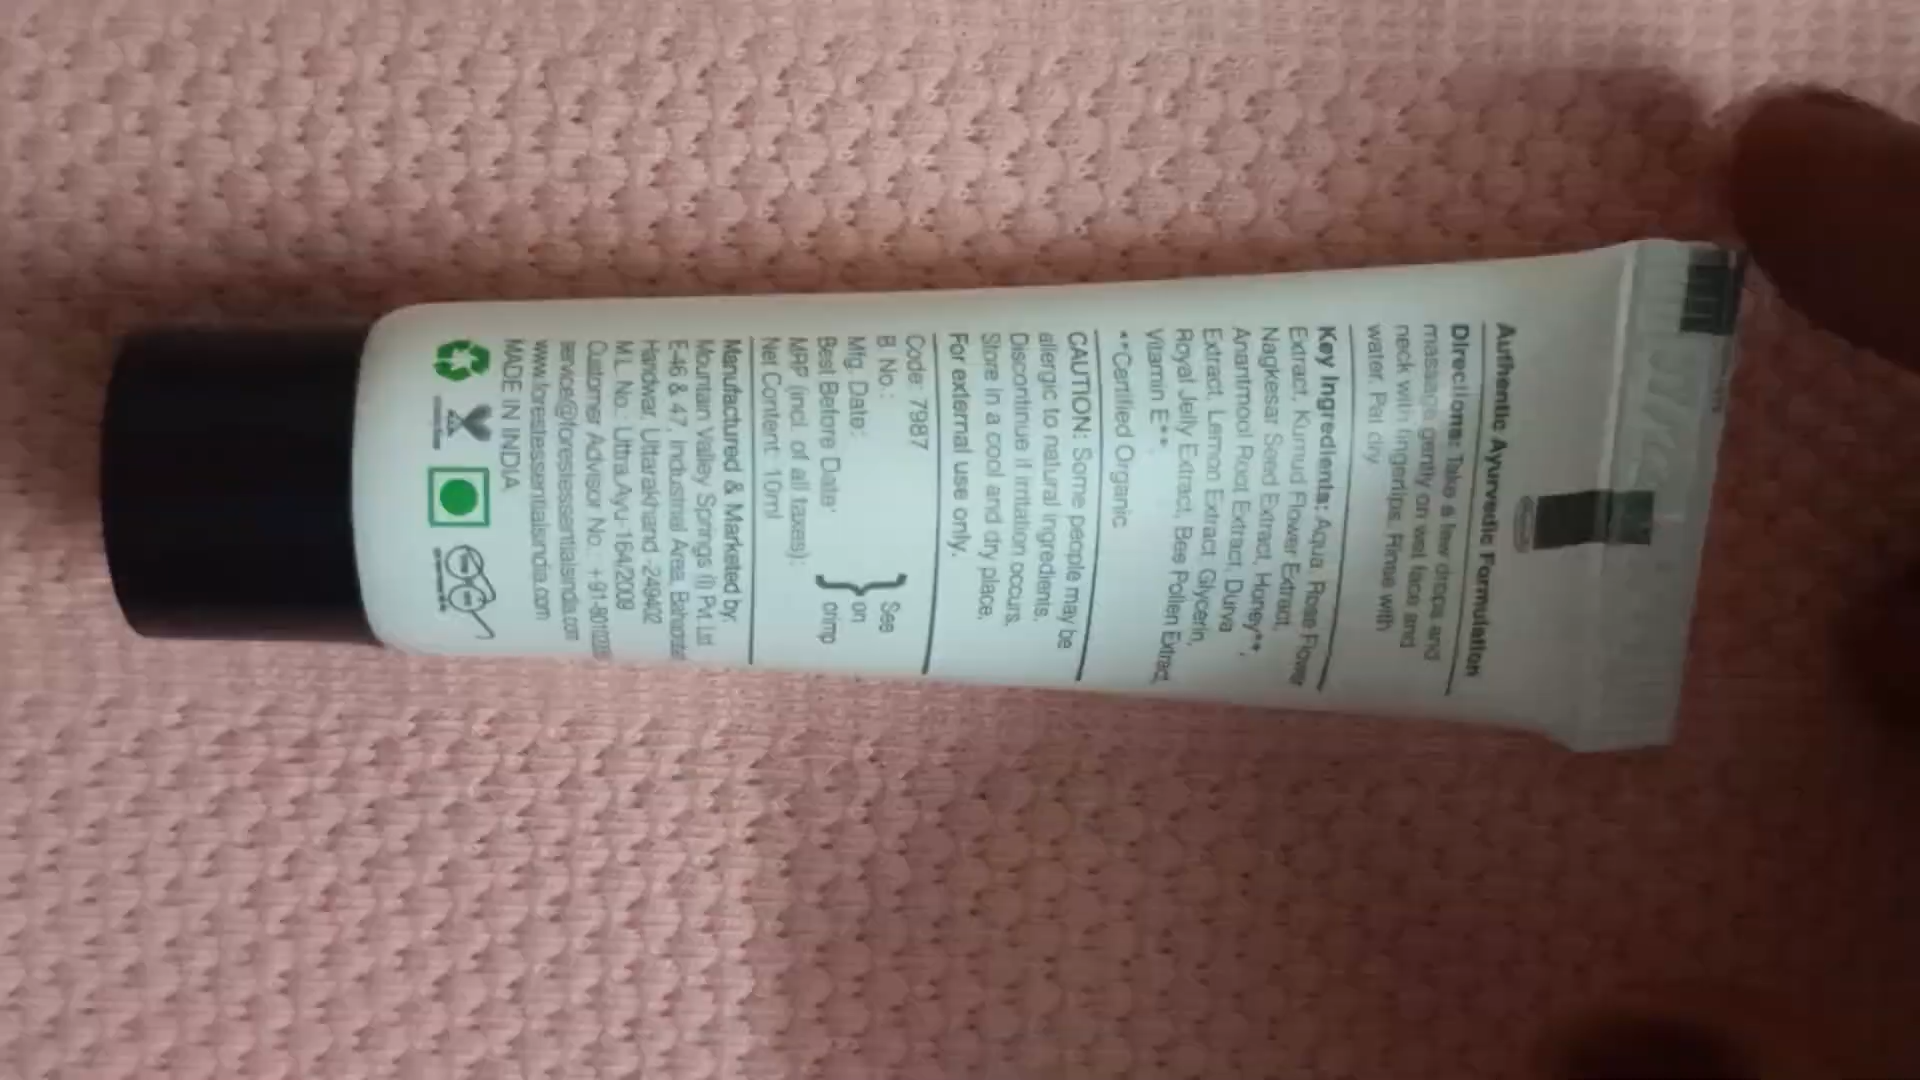 Authentic Ayurvedic Formulation
Directions: Take a few drops and
massage gently on wet face and
neck with fingertips. Rinse with
water. Pat dry
Key Ingredients: Aqua, Rose Flower
Extract, Kumud Flower Extract,
Nagkesar Seed Extract, Honey**,
Anantmool Root Extract, Durva
Extract, Lemon Extract, Glycerin,
Royal Jelly Extract, Bee Pollen Extract,
Vitamin E**.
**Certified Organic
CAUTION: Some people may be
allergic to natural ingredients.
Discontinue if irritation occurs.
Store in a cool and dry place.
For external use only.
Code: 7987
B No.:
Mfg. Date:
Best Before Date:
MRP (incl. of all taxes):
See
on
crimp
Net Content: 10ml
Manufactured & Marketed by:
Mountain Valley Springs (I) Pvt. Ltd.
E-46 & 47, Industrial Area,
Haridwar, Uttarakhand -249402
M.L. No.: Uttra.Ayu-164/2009
Customer Advisor No.:
service@forestessentialsindia.com
www.forestessentialsindia.com
MADE IN INDIA